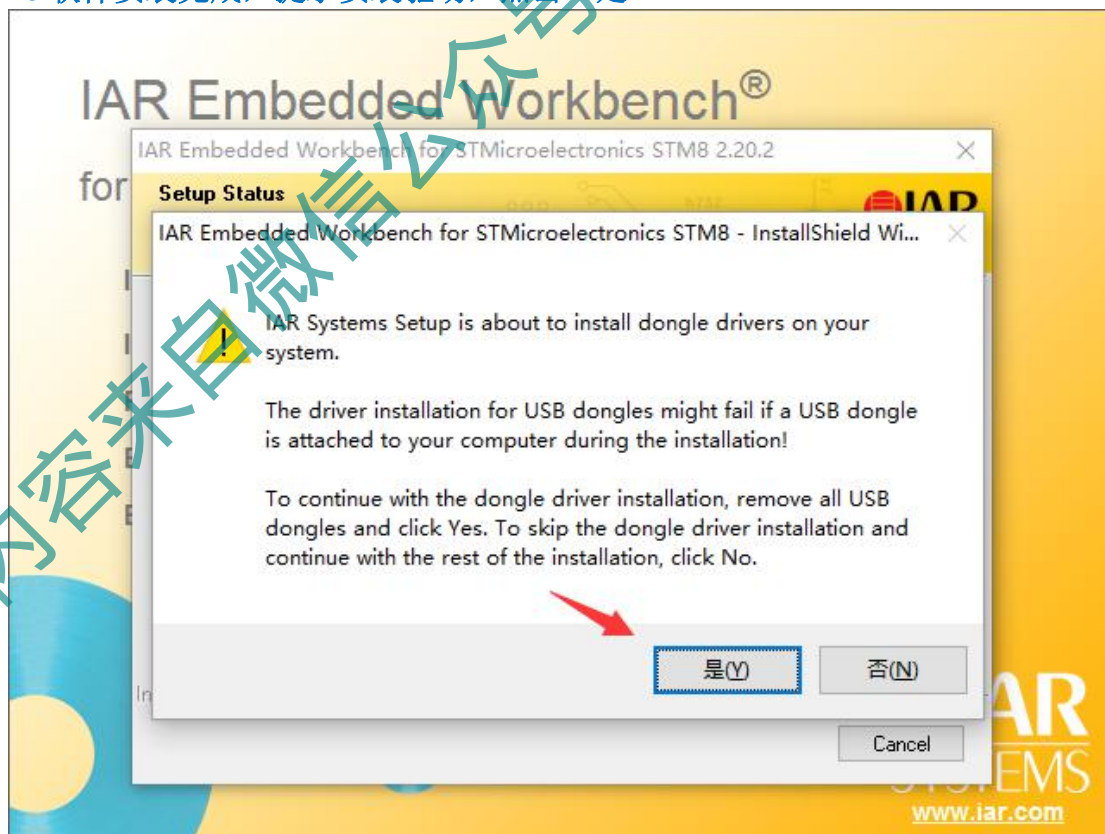 IAR Embedded Workbench®
IAR Embedded Workbench for STMicroelectronics STM8 2.20.2
for
Setup Status
IAR
IAR Embedded Workbench for STMicroelectronics STM8 - InstallShield Wi...
IAR Systems Setup is about to install dongle drivers on your
system.
The driver installation for USB dongles might fail if a USB dongle
is attached to your computer during the installation!
To continue with the dongle driver installation, remove all USB
dongles and click Yes. To skip the dongle driver installation and
continue with the rest of the installation, click No.
是(Y)
否(N)
In
Cancel
IAR
SYSTEMS
www.iar.com
内容来自微信公众号